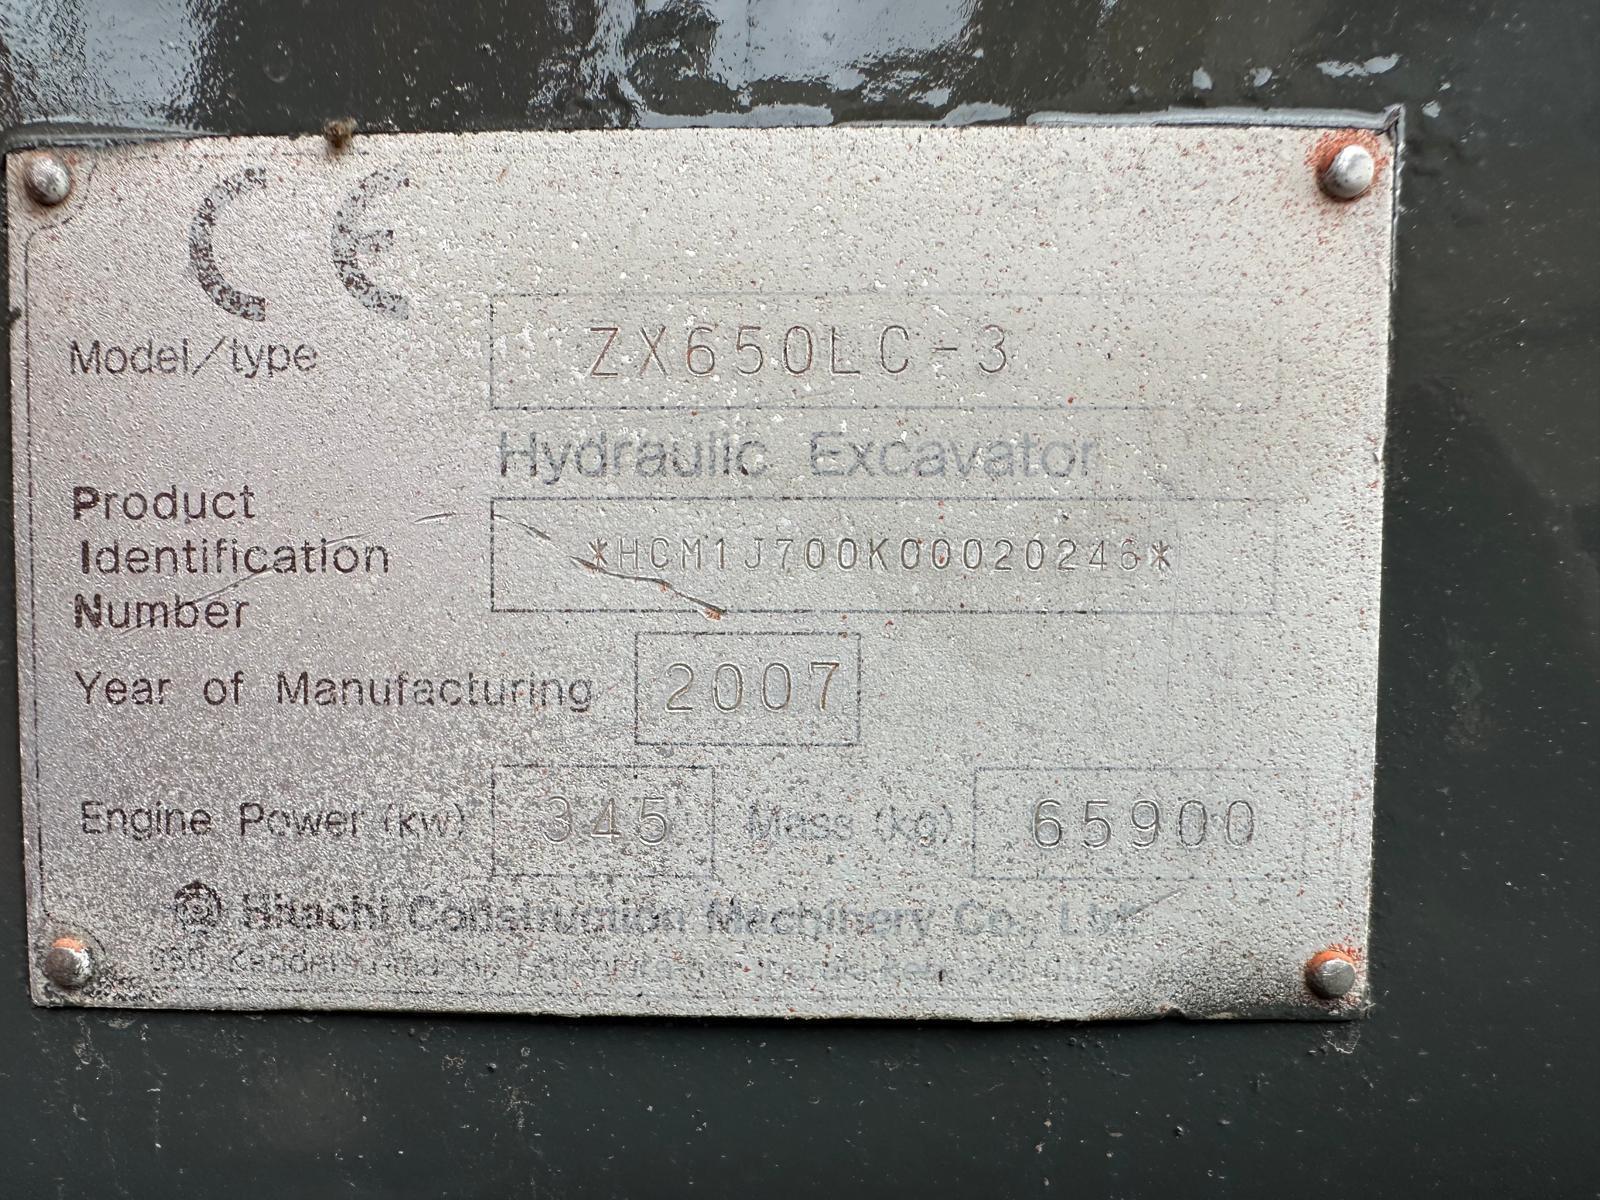 CE
Model/type ZX650LC-3
Hydraulic Excavator
Product
Identification
Number
*HCM1J700K00020246*
Year of Manufacturing 2007
Engine Power (kw) 345 Mass (kg) 65900
Hitachi Construction Machinery Co., Ltd.